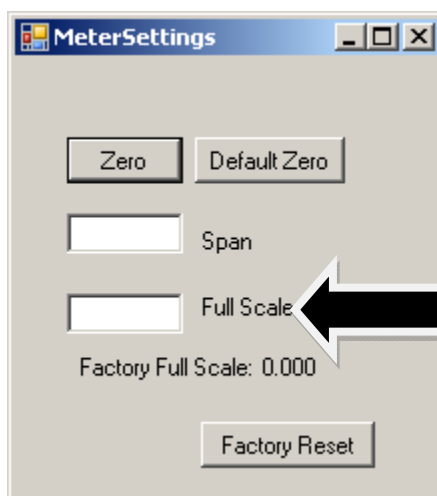 MeterSettings
Zero
Default Zero
Span
Full Scale
Factory Full Scale: 0.000
Factory Reset